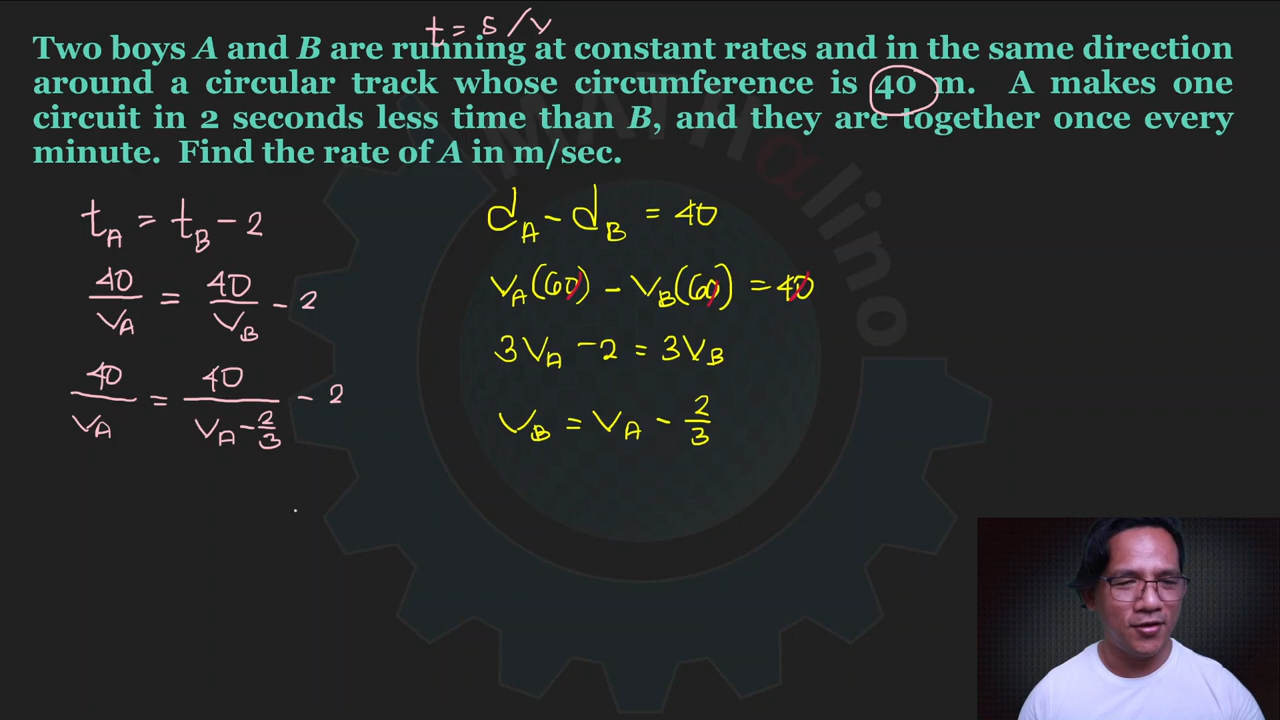 t = s / v
Two boys A and B are running at constant rates and in the same direction
around a circular track whose circumference is 40 m. A makes one
circuit in 2 seconds less time than B, and they are together once every
minute. Find the rate of A in m/sec.
t_A = t_B - 2
40/V_A = 40/V_B - 2
40/V_A = 40/(V_A - 2/3) - 2
d_A - d_B = 40
V_A(60) - V_B(60) = 40
3V_A - 2 = 3V_B
V_B = V_A - 2/3
MATHalino